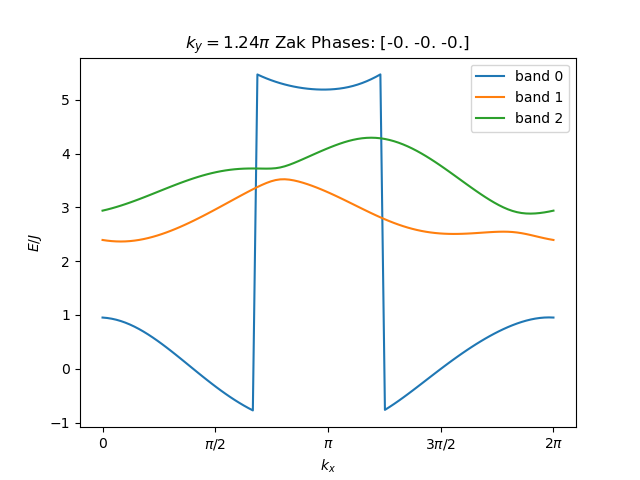 $k_y = 1.24\pi$ Zak Phases: [-0. -0. -0.]
band 0
band 1
band 2
E/J
5
4
3
2
1
0
−1
0
π/2
π
3π/2
2π
$k_x$